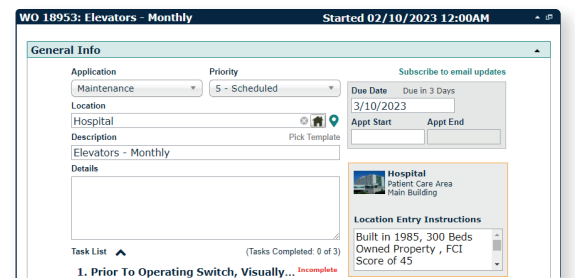 WO 18953: Elevators - Monthly Started 02/10/2023 12:00AM
General Info
Application Priority Subscribe to email updates
Maintenance 5 - Scheduled
Due Date Due in 3 Days
3/10/2023
Location
Hospital
Appt Start Appt End
Description Pick Template
Elevators - Monthly
Details
Hospital
Patient Care Area
Main Building
Location Entry Instructions
Built in 1985, 300 Beds
Owned Property , FCI
Score of 45
Task List (Tasks Completed: 0 of 3)
1. Prior To Operating Switch, Visually... Incomplete